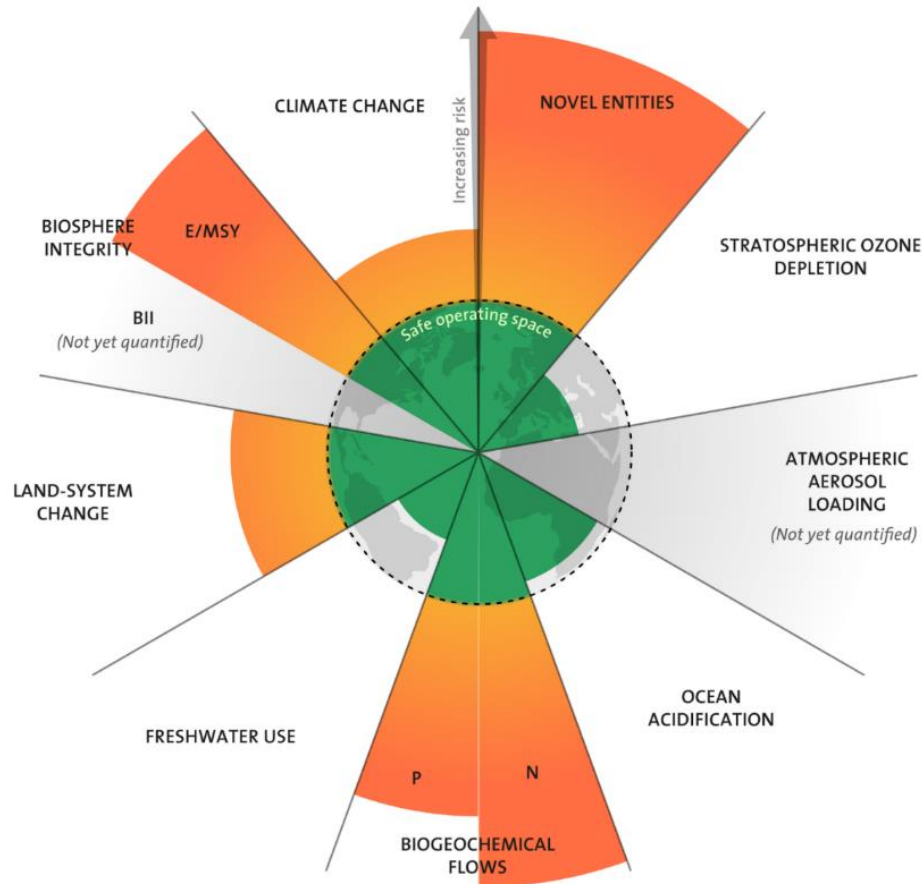 CLIMATE CHANGE
Increasing risk
NOVEL ENTITIES
BIOSPHERE
INTEGRITY
E/MSY
BII
(Not yet quantified)
Safe operating space
STRATOSPHERIC OZONE
DEPLETION
ATMOSPHERIC
AEROSOL
LOADING
(Not yet quantified)
LAND-SYSTEM
CHANGE
FRESHWATER USE
P
N
BIOGEOCHEMICAL
FLOWS
OCEAN
ACIDIFICATION